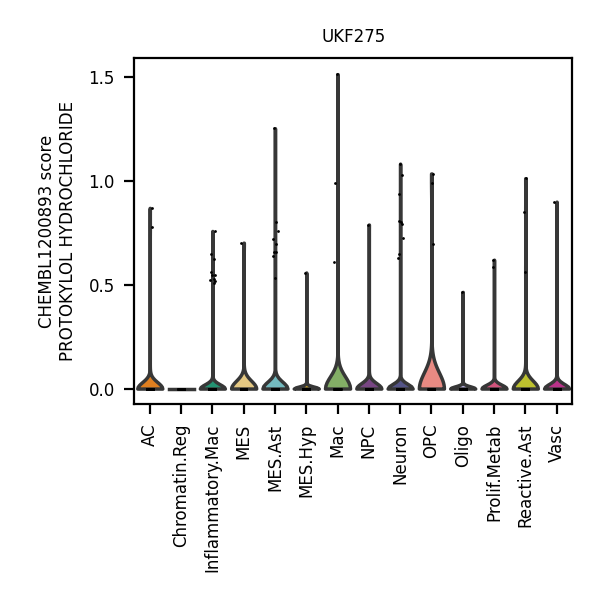 UKF275
CHEMBL1200893 score
PROTOKYLOL HYDROCHLORIDE
1.5
1.0
0.5
0.0
AC
Chromatin.Reg
Inflammatory.Mac
MES
MES.Ast
MES.Hyp
Mac
NPC
Neuron
OPC
Oligo
Prolif.Metab
Reactive.Ast
Vasc